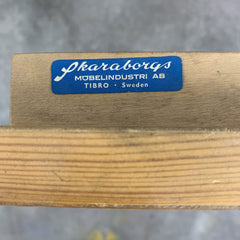 Skaraborgs
MÖBELINDUSTRI AB
TIBRO · Sweden